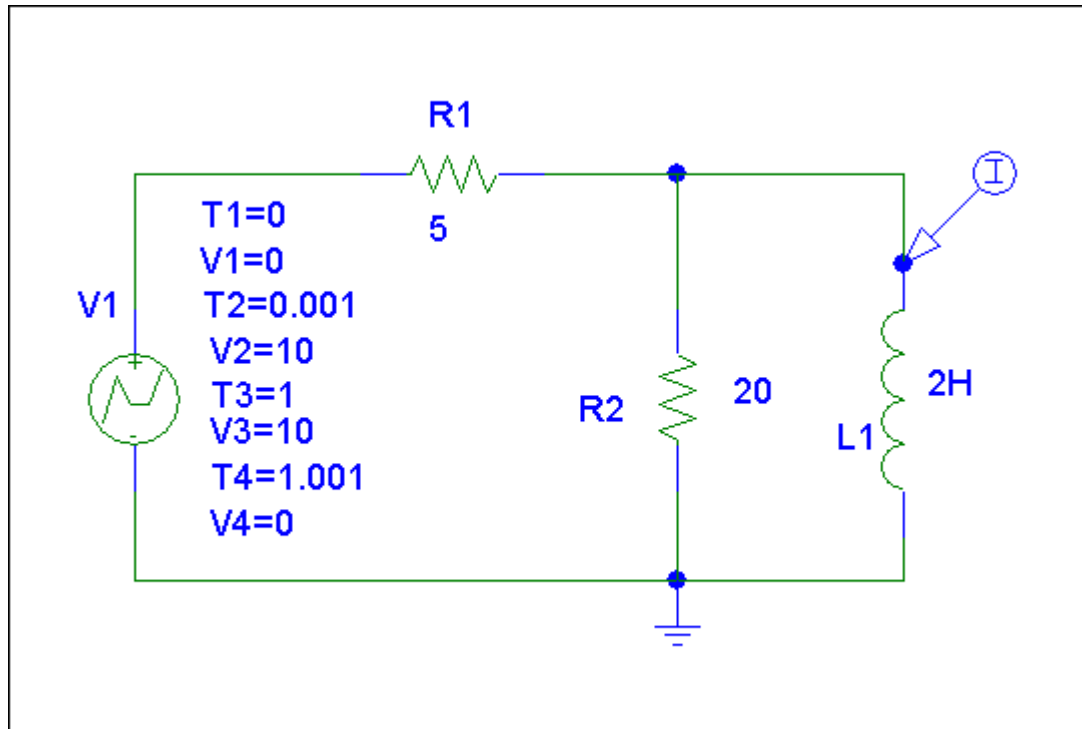 R1
5
T1=0
V1=0
V1
T2=0.001
V2=10
T3=1
V3=10
T4=1.001
V4=0
R2
20
2H
L1
I